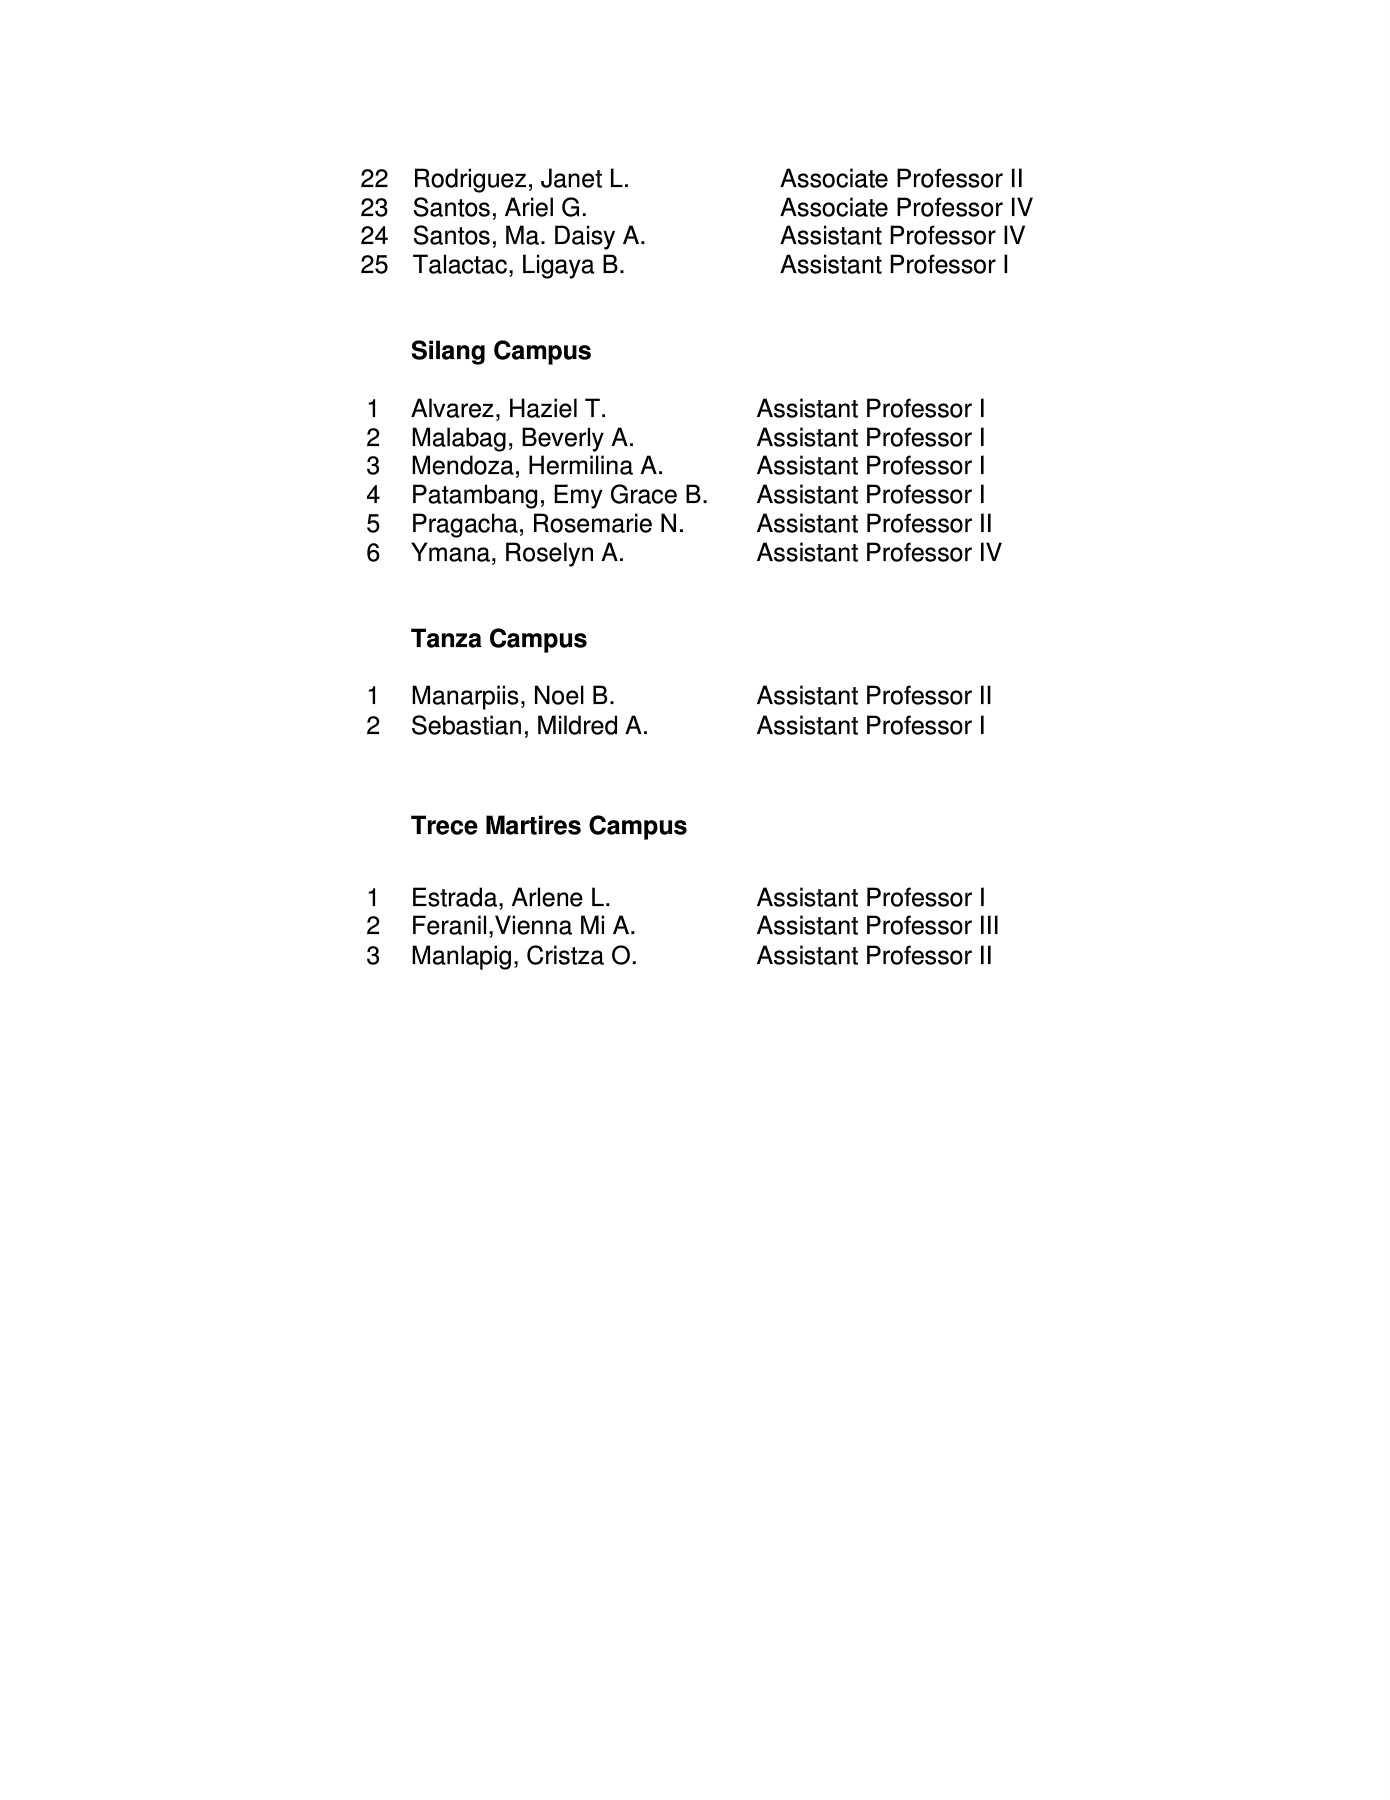 22 Rodriguez, Janet L. Associate Professor II
23 Santos, Ariel G. Associate Professor IV
24 Santos, Ma. Daisy A. Assistant Professor IV
25 Talactac, Ligaya B. Assistant Professor I
Silang Campus
1 Alvarez, Haziel T. Assistant Professor I
2 Malabag, Beverly A. Assistant Professor I
3 Mendoza, Hermilina A. Assistant Professor I
4 Patambang, Emy Grace B. Assistant Professor I
5 Pragacha, Rosemarie N. Assistant Professor II
6 Ymana, Roselyn A. Assistant Professor IV
Tanza Campus
1 Manarpiis, Noel B. Assistant Professor II
2 Sebastian, Mildred A. Assistant Professor I
Trece Martires Campus
1 Estrada, Arlene L. Assistant Professor I
2 Feranil,Vienna Mi A. Assistant Professor III
3 Manlapig, Cristza O. Assistant Professor II